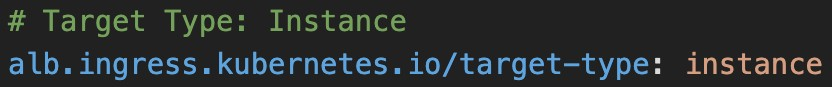 # Target Type: Instance
alb.ingress.kubernetes.io/target-type: instance